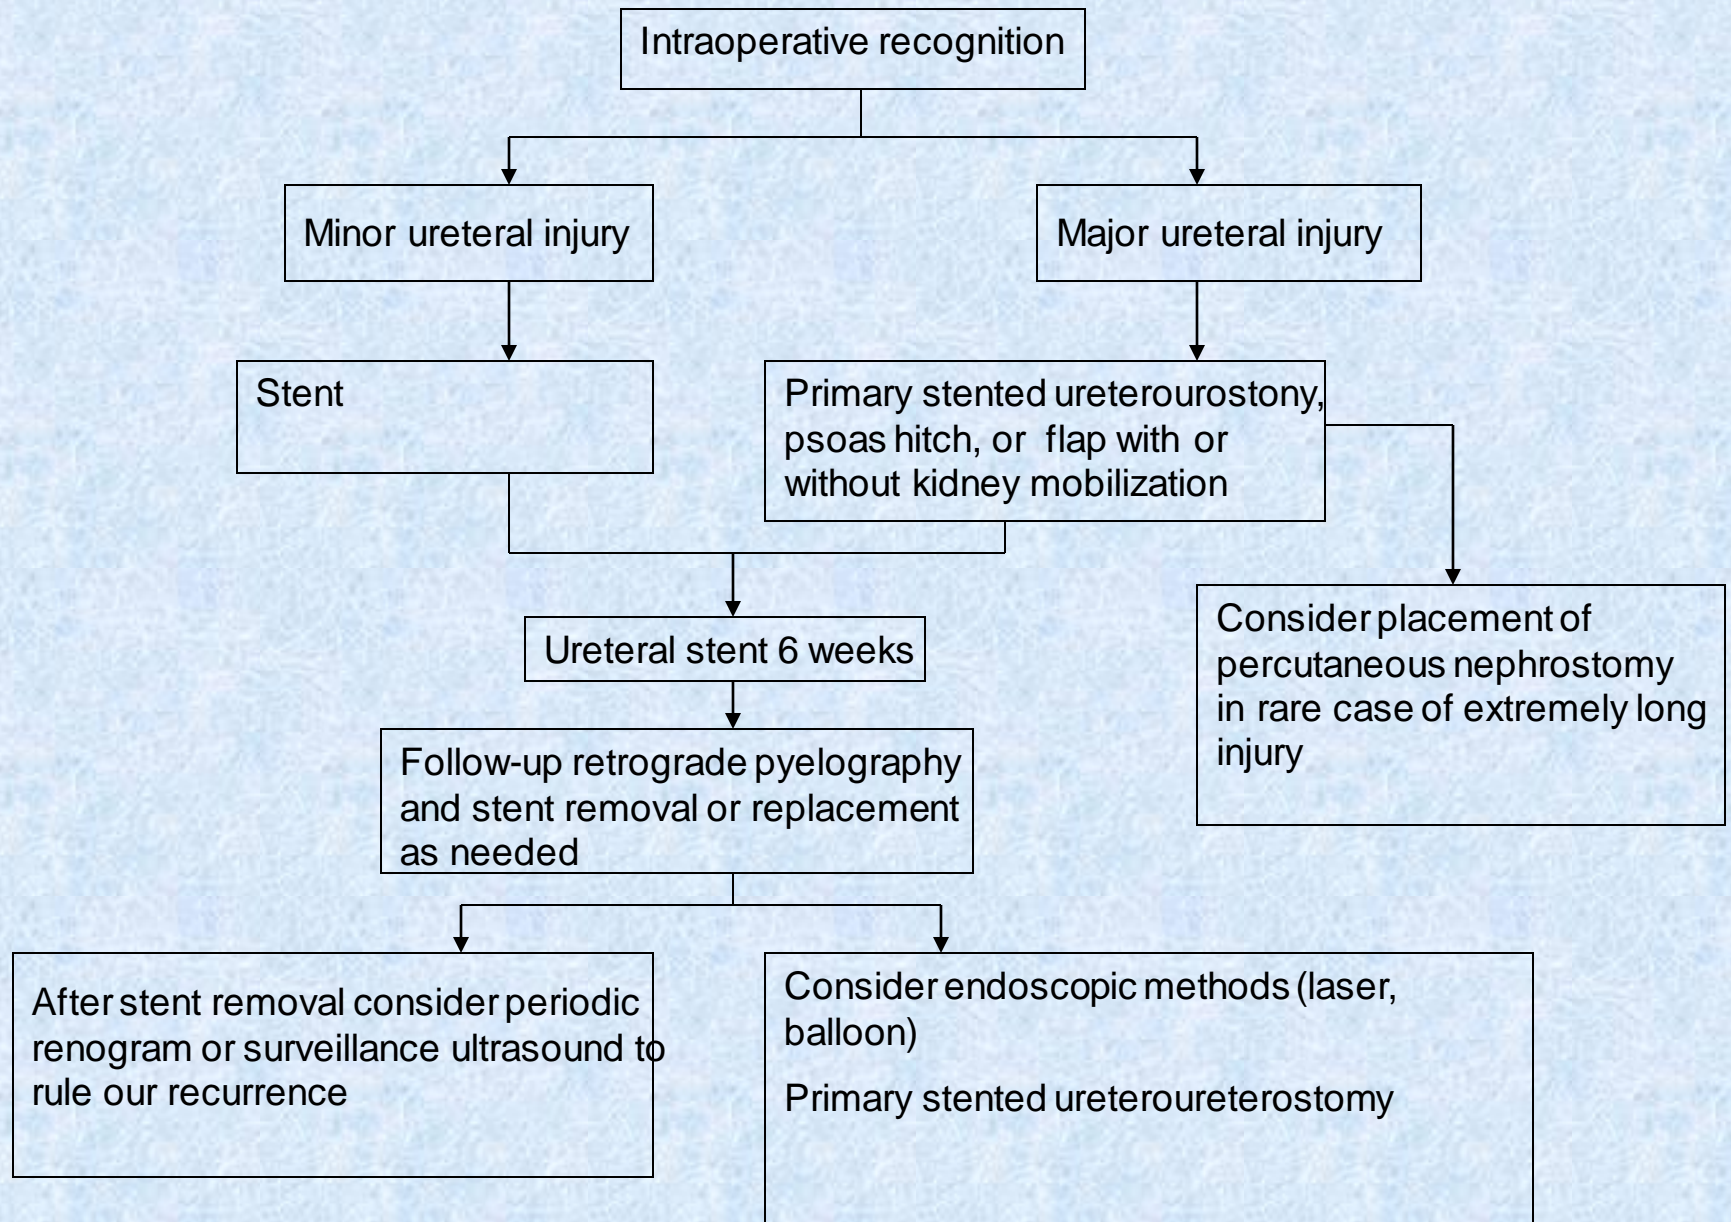 Intraoperative recognition
Minor ureteral injury
Major ureteral injury
Stent
Primary stented ureterourostony,
psoas hitch, or flap with or
without kidney mobilization
Ureteral stent 6 weeks
Consider placement of
percutaneous nephrostomy
in rare case of extremely long
injury
Follow-up retrograde pyelography
and stent removal or replacement
as needed
After stent removal consider periodic
renogram or surveillance ultrasound to
rule our recurrence
Consider endoscopic methods (laser,
balloon)
Primary stented ureteroureterostomy